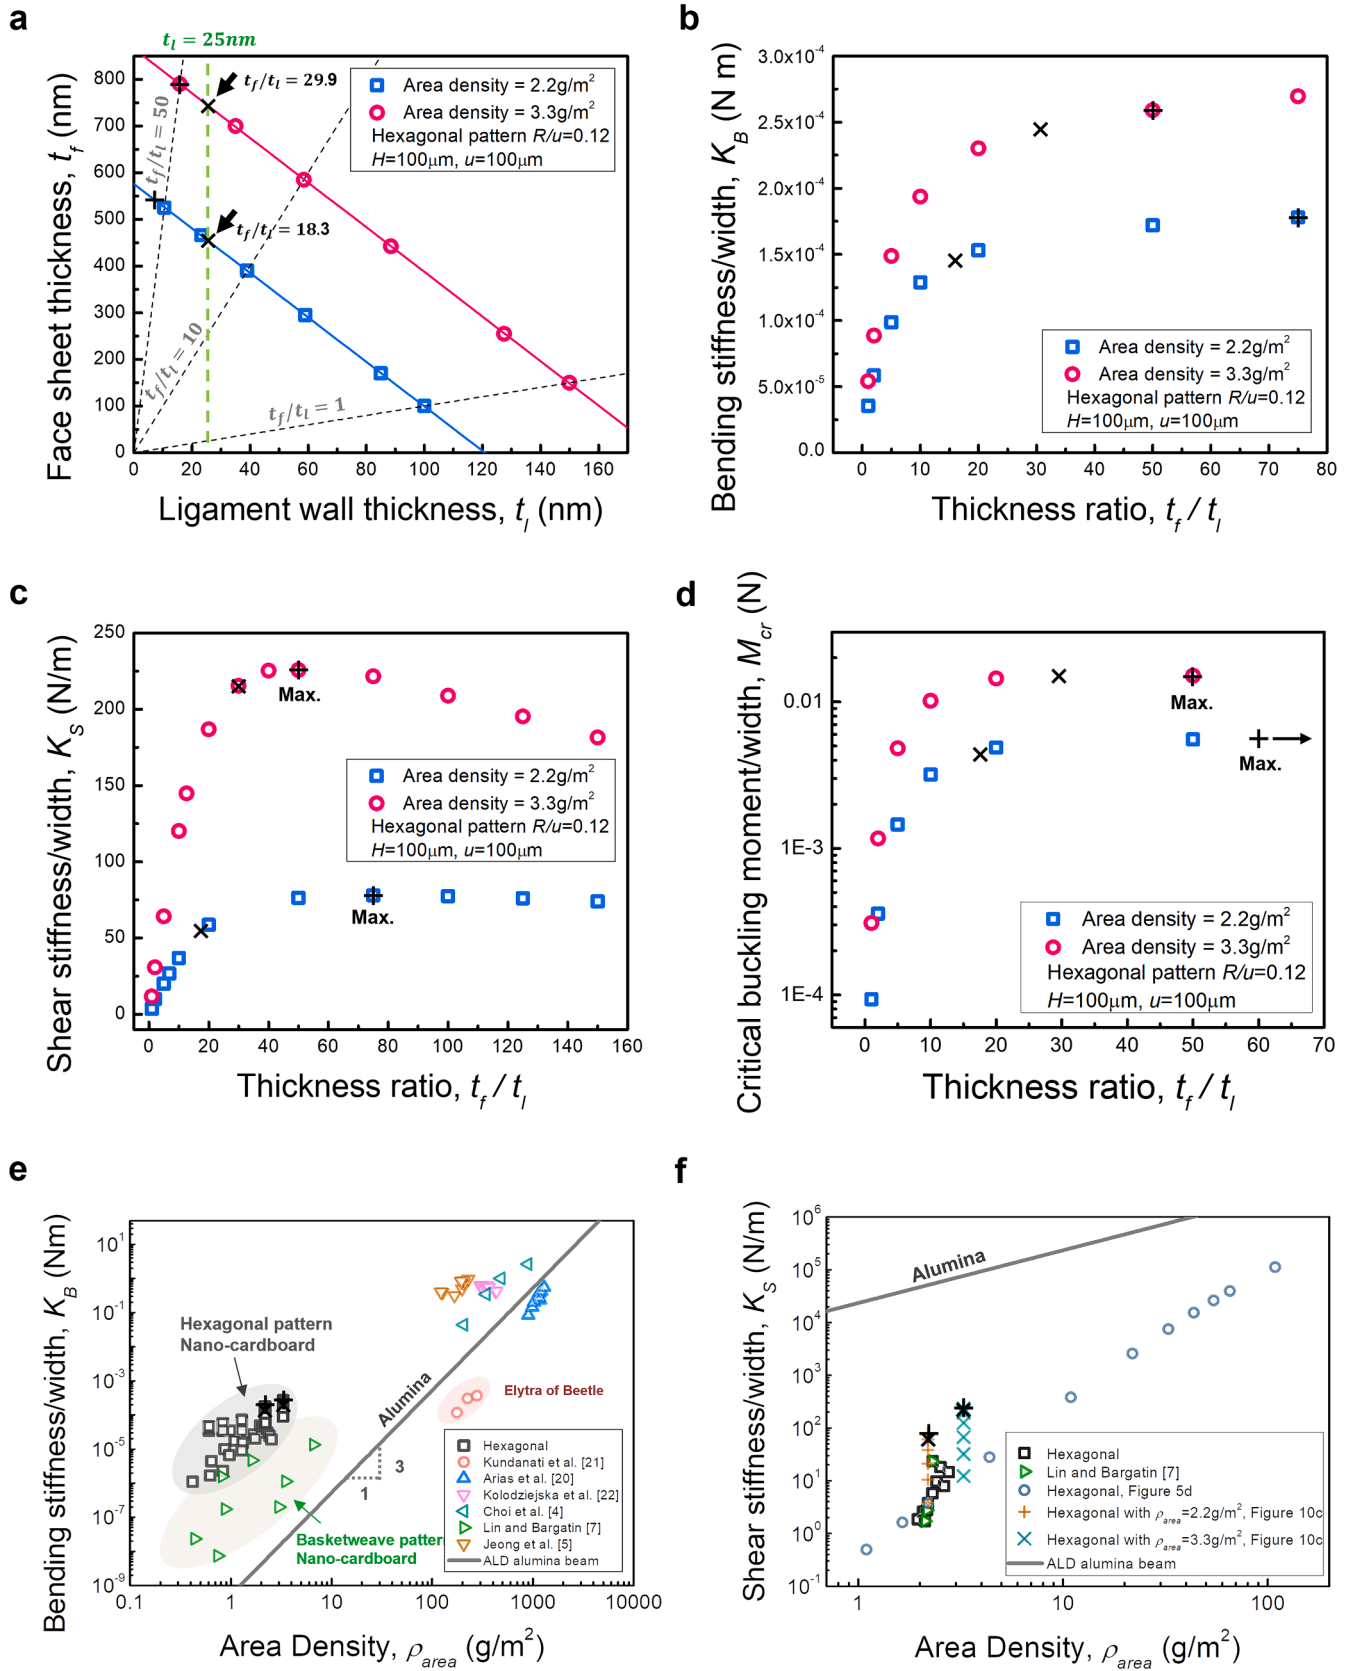 a
t_l = 25nm
t_f/t_l = 29.9
t_f/t_l = 18.3
t_f/t_l = 50
t_f/t_l = 10
t_f/t_l = 1
Area density = 2.2g/m²
Area density = 3.3g/m²
Hexagonal pattern R/u=0.12
H=100μm, u=100μm
Face sheet thickness, t_f (nm)
800
700
600
500
400
300
200
100
0
0 20 40 60 80 100 120 140 160
Ligament wall thickness, t_l (nm)
b
Bending stiffness/width, K_B (N m)
3.0x10⁻⁴
2.5x10⁻⁴
2.0x10⁻⁴
1.5x10⁻⁴
1.0x10⁻⁴
5.0x10⁻⁵
0.0
Area density = 2.2g/m²
Area density = 3.3g/m²
Hexagonal pattern R/u=0.12
H=100μm, u=100μm
0 10 20 30 40 50 60 70 80
Thickness ratio, t_f / t_l
c
Shear stiffness/width, K_S (N/m)
250
200
150
100
50
0
Max.
Area density = 2.2g/m²
Area density = 3.3g/m²
Hexagonal pattern R/u=0.12
H=100μm, u=100μm
Max.
0 20 40 60 80 100 120 140 160
Thickness ratio, t_f / t_l
d
Critical buckling moment/width, M_cr (N)
0.01
1E-3
1E-4
Max.
Max.
Area density = 2.2g/m²
Area density = 3.3g/m²
Hexagonal pattern R/u=0.12
H=100μm, u=100μm
0 10 20 30 40 50 60 70
Thickness ratio, t_f / t_l
e
Bending stiffness/width, K_B (Nm)
10¹
10⁻¹
10⁻³
10⁻⁵
10⁻⁷
10⁻⁹
Hexagonal pattern
Nano-cardboard
Alumina
Elytra of Beetle
3
1
Basketweave patter
Nano-cardboard
Hexagonal
Kundanati et al. [21]
Arias et al. [20]
Kolodziejska et al. [22]
Choi et al. [4]
Lin and Bargatin [7]
Jeong et al. [5]
ALD alumina beam
0.1 1 10 100 1000 10000
Area Density, ρ_area (g/m²)
f
Shear stiffness/width, K_S (N/m)
10⁶
10⁵
10⁴
10³
10²
10¹
10⁰
10⁻¹
Alumina
Hexagonal
Lin and Bargatin [7]
Hexagonal, Figure 5d
Hexagonal with ρ_area=2.2g/m², Figure 10c
Hexagonal with ρ_area=3.3g/m², Figure 10c
ALD alumina beam
1 10 100
Area Density, ρ_area (g/m²)